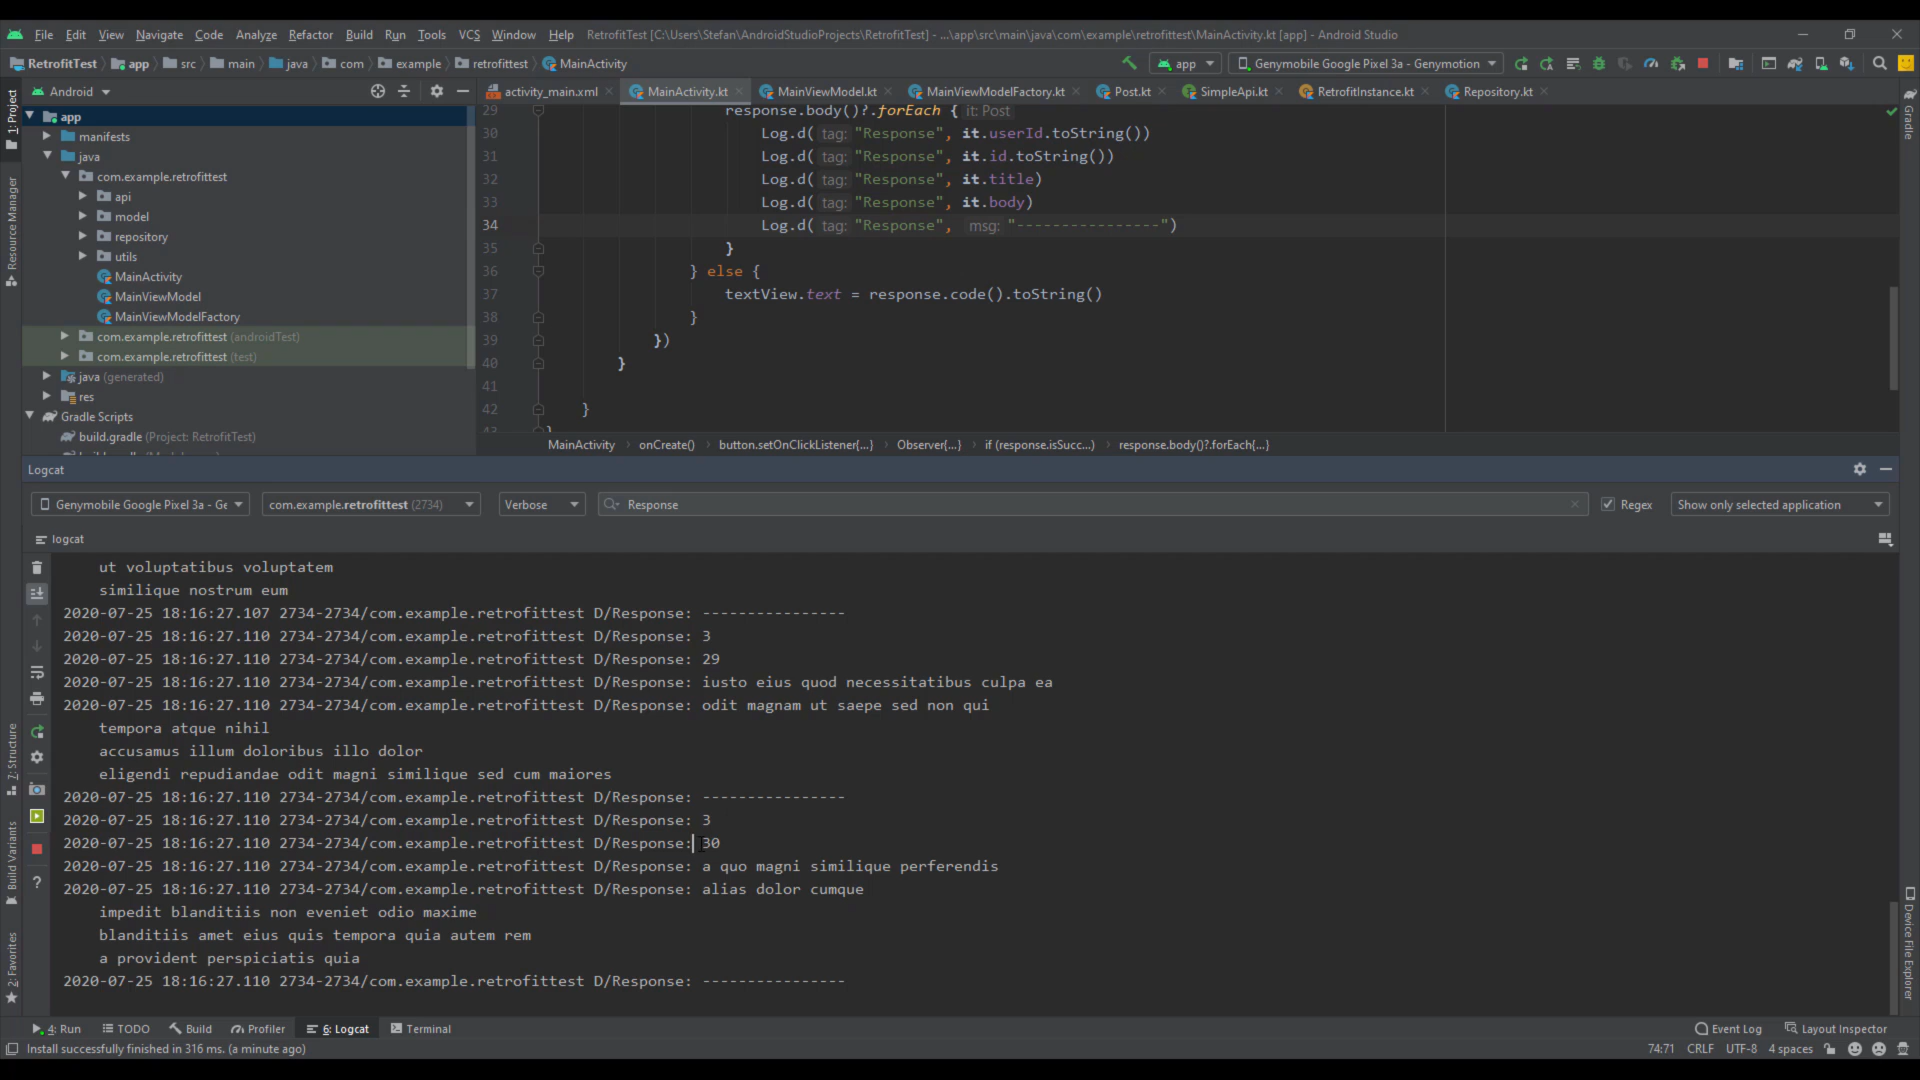 File Edit View Navigate Code Analyze Refactor Build Run Tools VCS Window Help RetrofitTest [C:\Users\Stefan\AndroidStudioProjects\RetrofitTest] - ...\app\src\main\java\com\example\retrofittest\MainActivity.kt [app] - Android Studio
RetrofitTest app src main java com example retrofittest MainActivity app Genymobile Google Pixel 3a - Genymotion
Android activity_main.xml MainActivity.kt MainViewModel.kt MainViewModelFactory.kt Post.kt SimpleApi.kt RetrofitInstance.kt Repository.kt
1: Project
Resource Manager
7: Structure
Build Variants
2: Favorites
app
manifests
java
com.example.retrofittest
api
model
repository
utils
MainActivity
MainViewModel
MainViewModelFactory
com.example.retrofittest (androidTest)
com.example.retrofittest (test)
java (generated)
res
Gradle Scripts
build.gradle (Project: RetrofitTest)
29 response.body()?.forEach { it: Post
30 Log.d( tag: "Response", it.userId.toString())
31 Log.d( tag: "Response", it.id.toString())
32 Log.d( tag: "Response", it.title)
33 Log.d( tag: "Response", it.body)
34 Log.d( tag: "Response", msg: "----------------")
35 }
36 } else {
37 textView.text = response.code().toString()
38 }
39 })
40 }
41
42 }
43 }
MainActivity › onCreate() › button.setOnClickListener{...} › Observer{...} › if (response.isSucc...) › response.body()?.forEach{...}
Gradle
Device File Explorer
Logcat
Genymobile Google Pixel 3a - Ge com.example.retrofittest (2734) Verbose Response Regex Show only selected application
logcat
ut voluptatibus voluptatem
similique nostrum eum
2020-07-25 18:16:27.107 2734-2734/com.example.retrofittest D/Response: ----------------
2020-07-25 18:16:27.110 2734-2734/com.example.retrofittest D/Response: 3
2020-07-25 18:16:27.110 2734-2734/com.example.retrofittest D/Response: 29
2020-07-25 18:16:27.110 2734-2734/com.example.retrofittest D/Response: iusto eius quod necessitatibus culpa ea
2020-07-25 18:16:27.110 2734-2734/com.example.retrofittest D/Response: odit magnam ut saepe sed non qui
tempora atque nihil
accusamus illum doloribus illo dolor
eligendi repudiandae odit magni similique sed cum maiores
2020-07-25 18:16:27.110 2734-2734/com.example.retrofittest D/Response: ----------------
2020-07-25 18:16:27.110 2734-2734/com.example.retrofittest D/Response: 3
2020-07-25 18:16:27.110 2734-2734/com.example.retrofittest D/Response: 30
2020-07-25 18:16:27.110 2734-2734/com.example.retrofittest D/Response: a quo magni similique perferendis
2020-07-25 18:16:27.110 2734-2734/com.example.retrofittest D/Response: alias dolor cumque
impedit blanditiis non eveniet odio maxime
blanditiis amet eius quis tempora quia autem rem
a provident perspiciatis quia
2020-07-25 18:16:27.110 2734-2734/com.example.retrofittest D/Response: ----------------
4: Run TODO Build Profiler 6: Logcat Terminal Event Log Layout Inspector
Install successfully finished in 316 ms. (a minute ago) 74:71 CRLF UTF-8 4 spaces